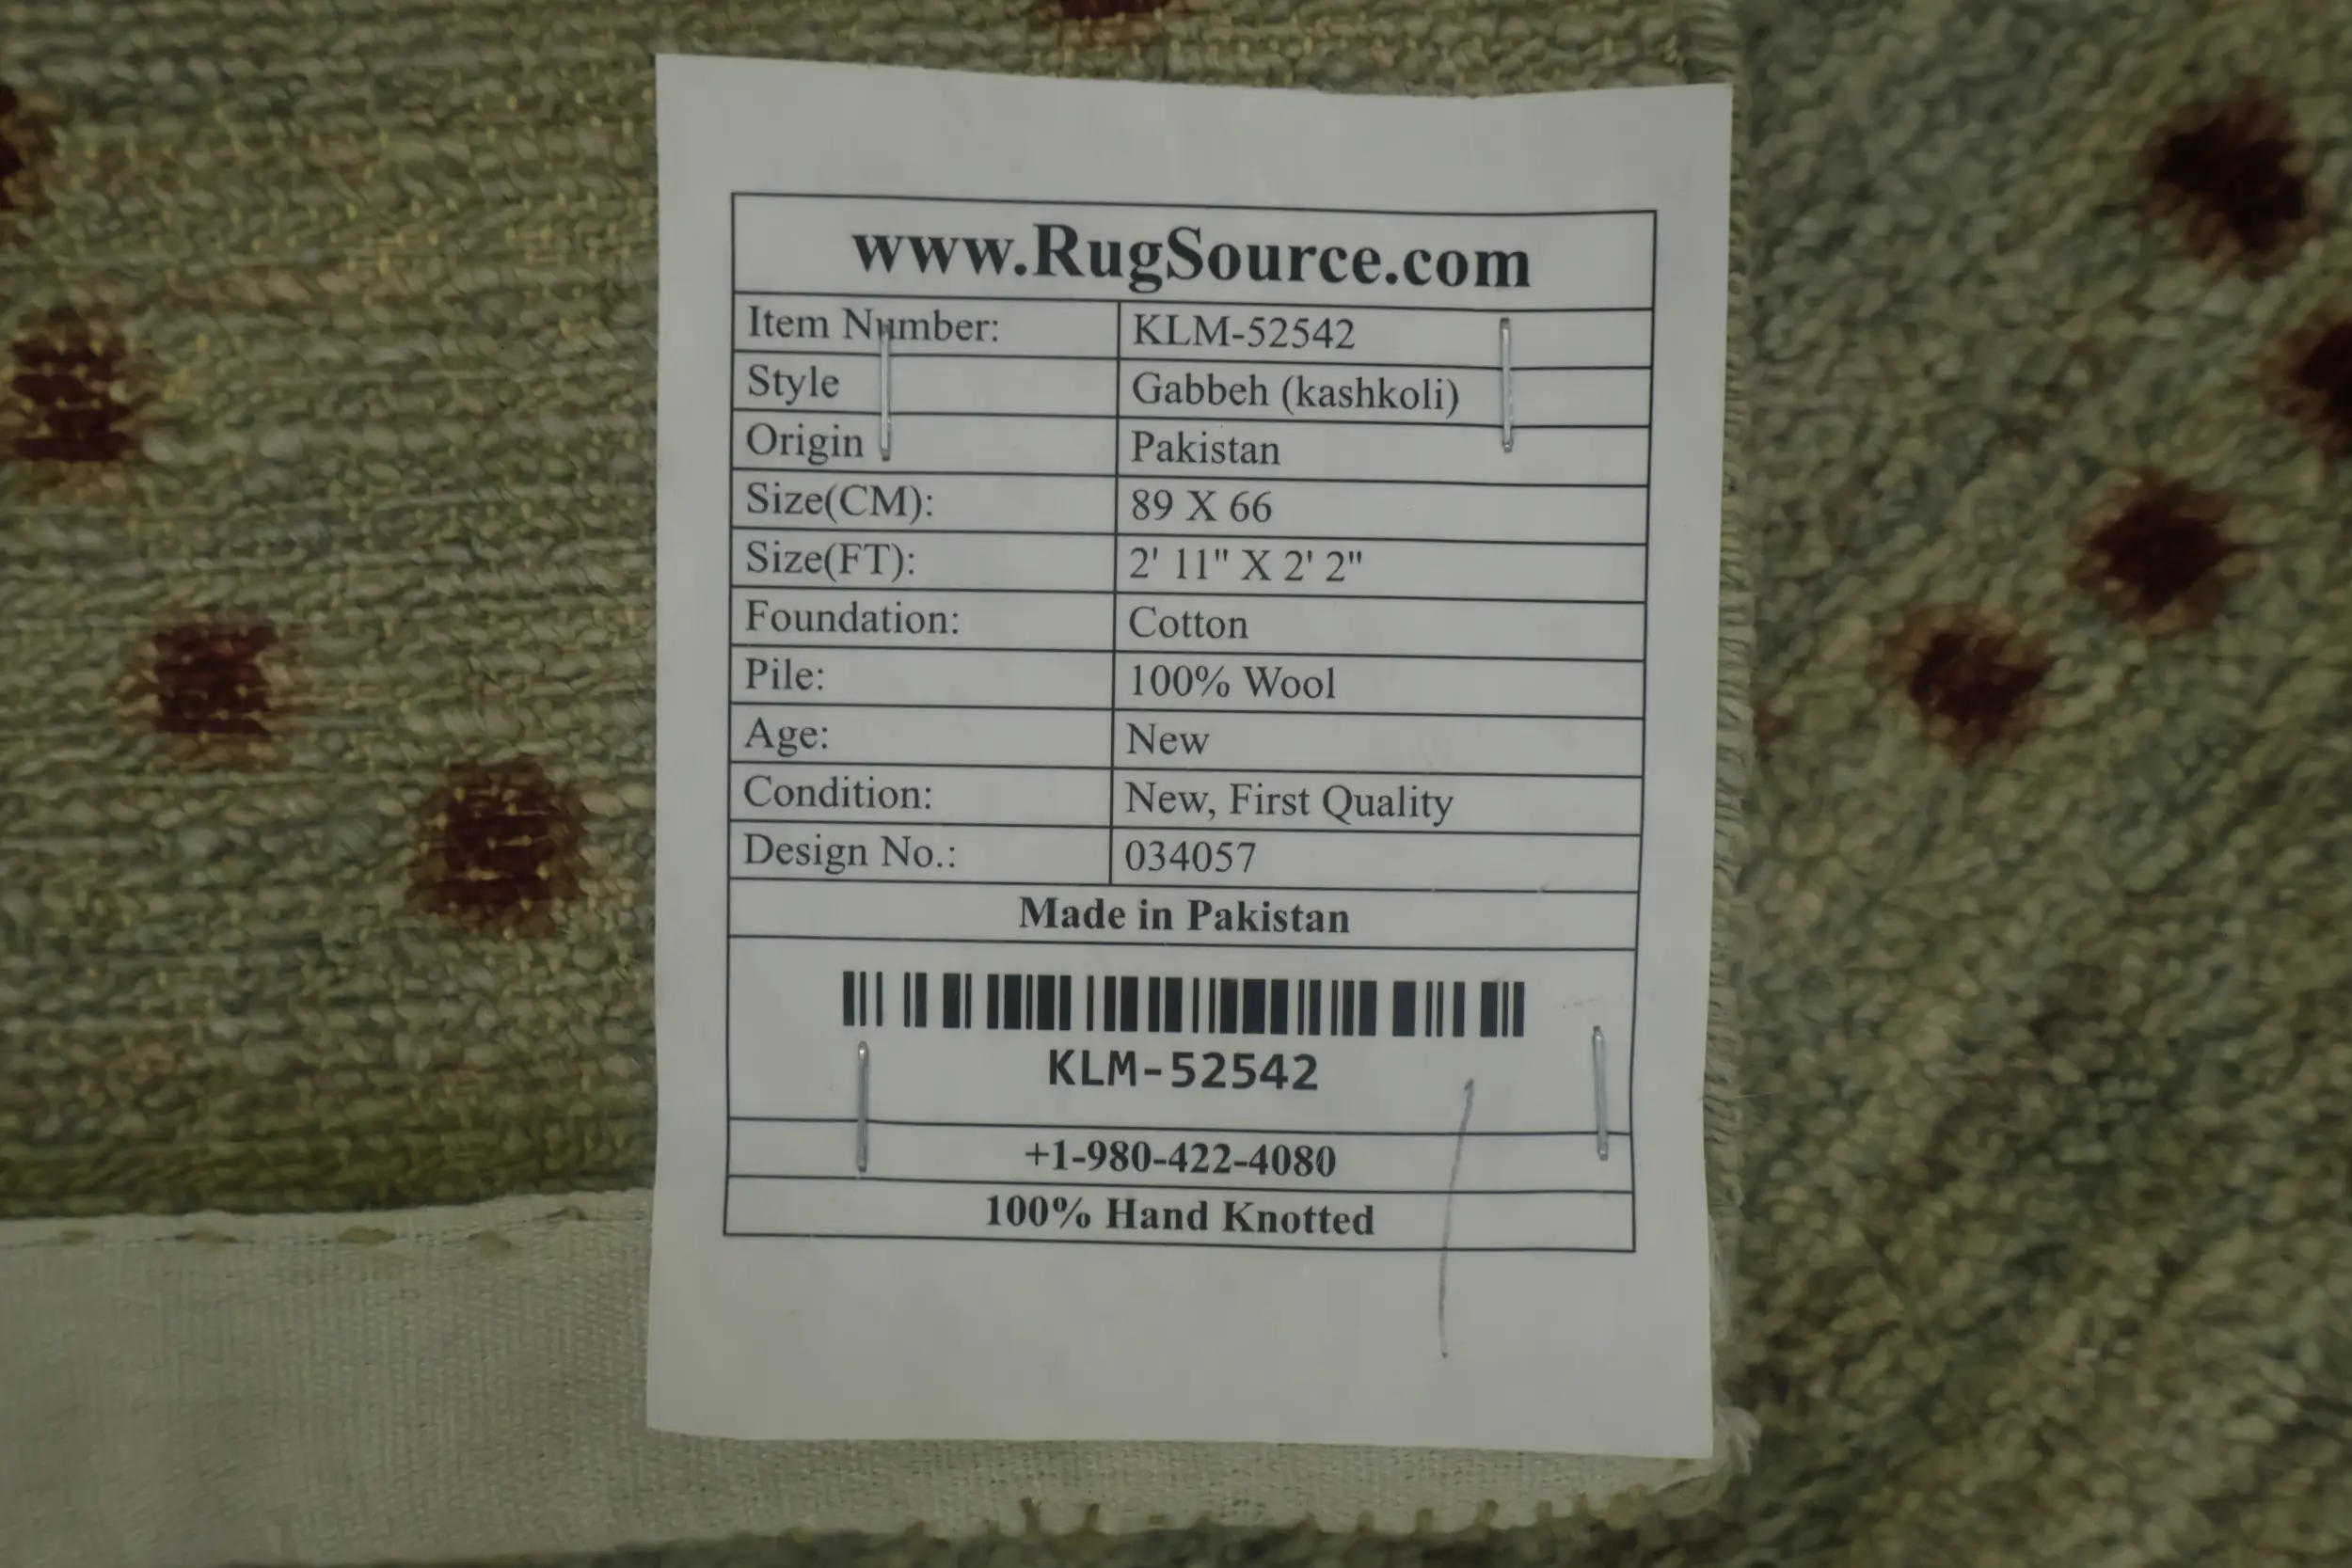 www.RugSource.com
Item Number: KLM-52542
Style Gabbeh (kashkoli)
Origin Pakistan
Size(CM): 89 X 66
Size(FT): 2' 11" X 2' 2"
Foundation: Cotton
Pile: 100% Wool
Age: New
Condition: New, First Quality
Design No.: 034057
Made in Pakistan
KLM-52542
+1-980-422-4080
100% Hand Knotted